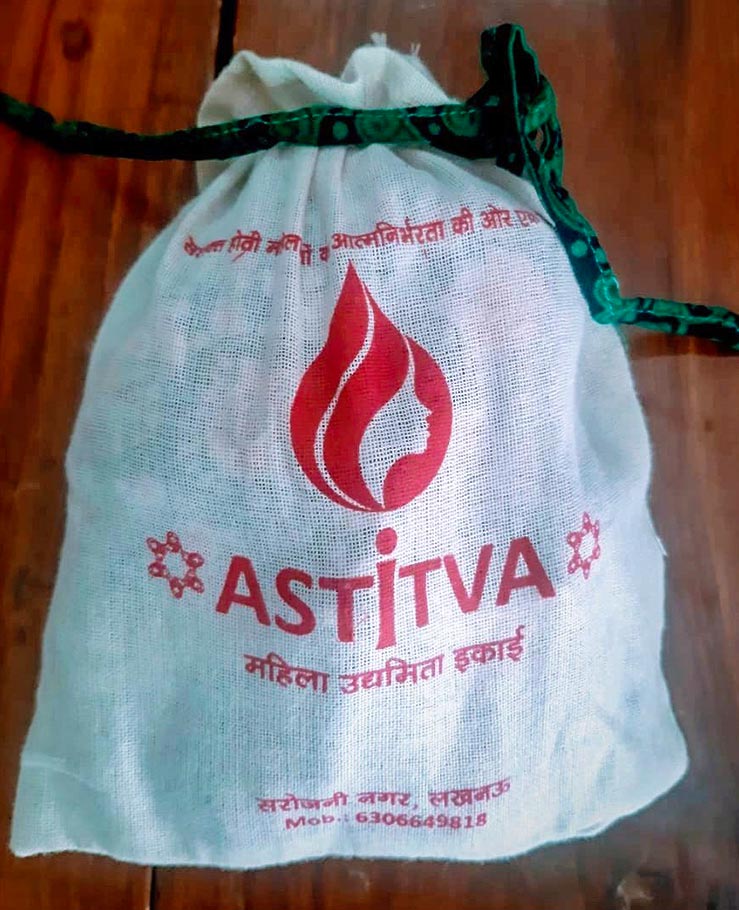 होती आत्मनिर्भरता की ओर
ASTiTVA
महिला उद्यमिता इकाई
सरोजनी नगर, लखनऊ
Mob.: 6306649818